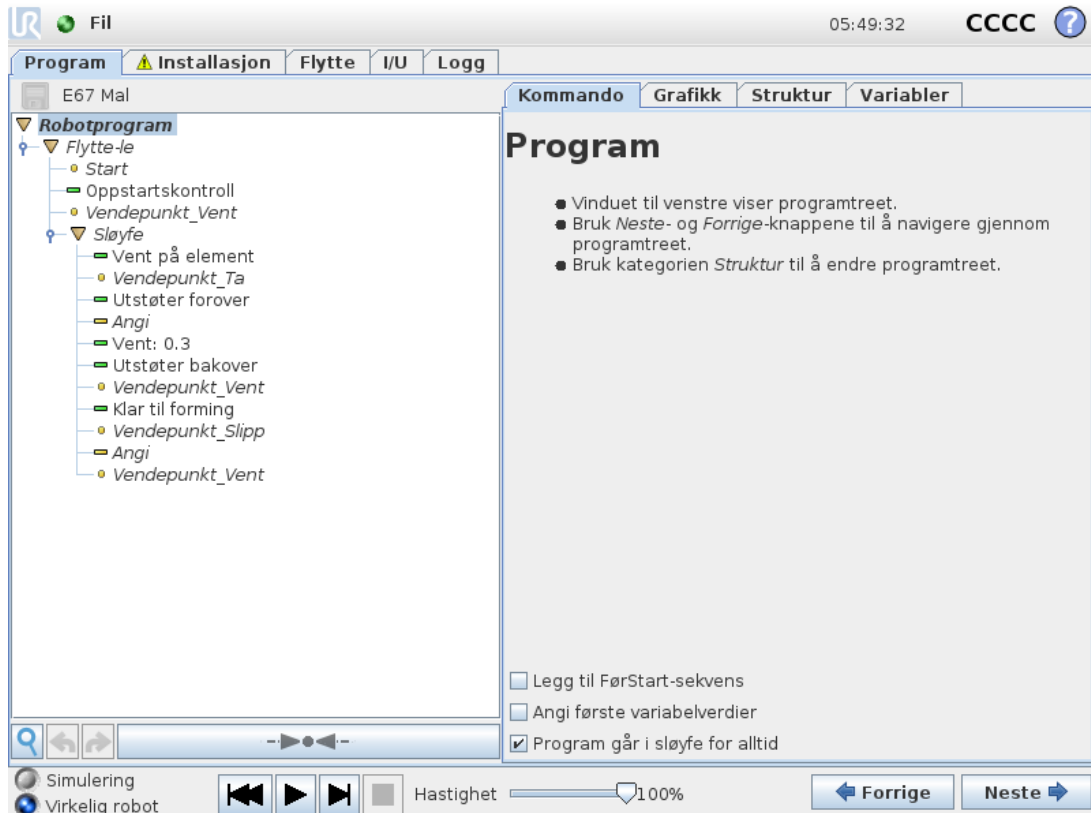 Fil
05:49:32
CCCC
?
Program
Installasjon
Flytte
I/U
Logg
E67 Mal
Robotprogram
Flytte-le
Start
Oppstartskontroll
Vendepunkt_Vent
Sløyfe
Vent på element
Vendepunkt_Ta
Utstøter forover
Angi
Vent: 0.3
Utstøter bakover
Vendepunkt_Vent
Klar til forming
Vendepunkt_Slipp
Angi
Vendepunkt_Vent
Kommando
Grafikk
Struktur
Variabler
Program
Vinduet til venstre viser programtreet.
Bruk Neste- og Forrige-knappene til å navigere gjennom
programtreet.
Bruk kategorien Struktur til å endre programtreet.
Legg til FørStart-sekvens
Angi første variabelverdier
Program går i sløyfe for alltid
Simulering
Virkelig robot
Hastighet
100%
Forrige
Neste